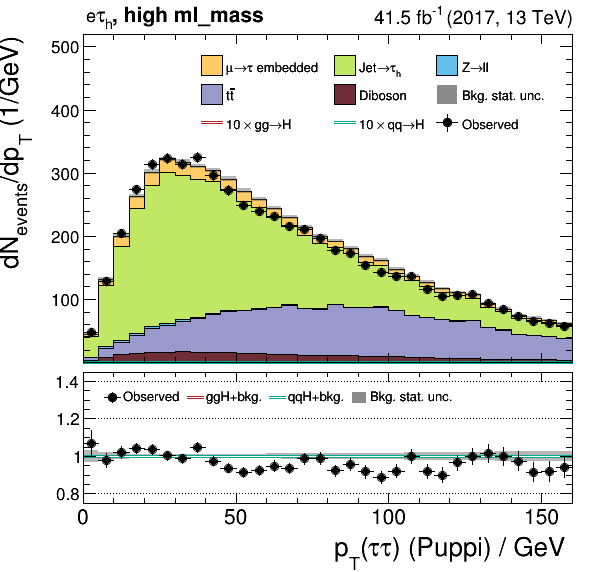 eτh, high ml_mass 41.5 fb-1 (2017, 13 TeV)
dNevents/dpT (1/GeV)
500
400
300
200
100
μ→τ embedded Jet→τh Z→ll
tt̄ Diboson Bkg. stat. unc.
10 × gg→H 10 × qq→H Observed
1.4
1.2
1.0
0.8
Observed ggH+bkg. qqH+bkg. Bkg. stat. unc.
0 50 100 150
pT(ττ) (Puppi) / GeV